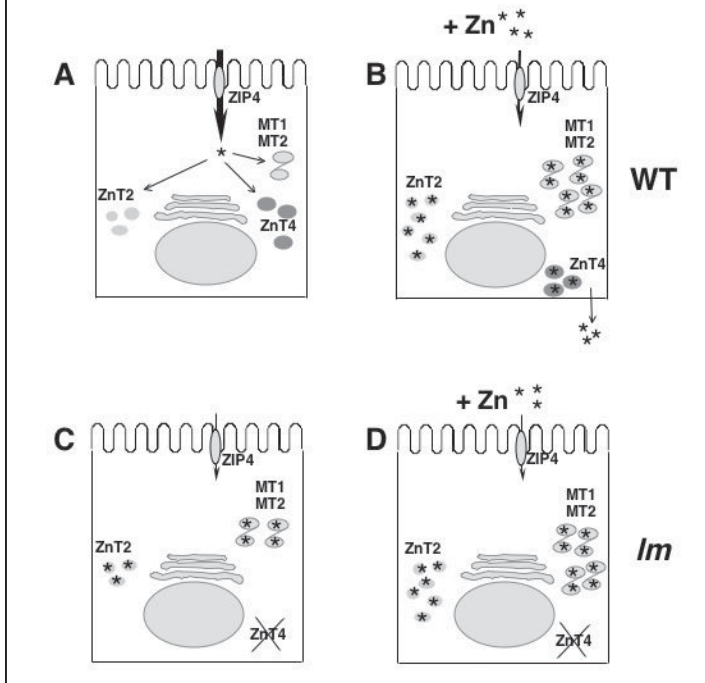 + Zn * * * *
A
B
ZIP4
ZIP4
MT1
MT2
MT1
MT2
WT
*
ZnT2
ZnT2
ZnT4
ZnT4
+ Zn * * *
C
D
ZIP4
ZIP4
MT1
MT2
MT1
MT2
ZnT2
ZnT2
lm
ZnT4
ZnT4